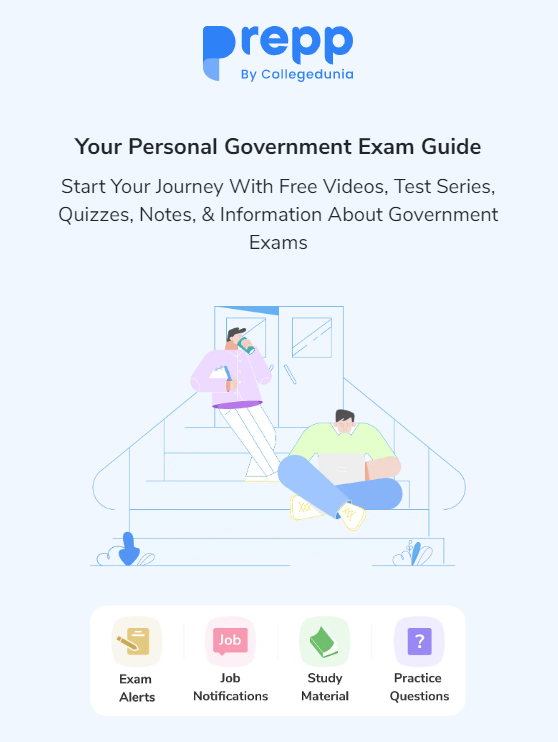 Prepp
By Collegedunia
Your Personal Government Exam Guide
Start Your Journey With Free Videos, Test Series,
Quizzes, Notes, & Information About Government
Exams
Job
?
Exam
Alerts
Job
Notifications
Study
Material
Practice
Questions